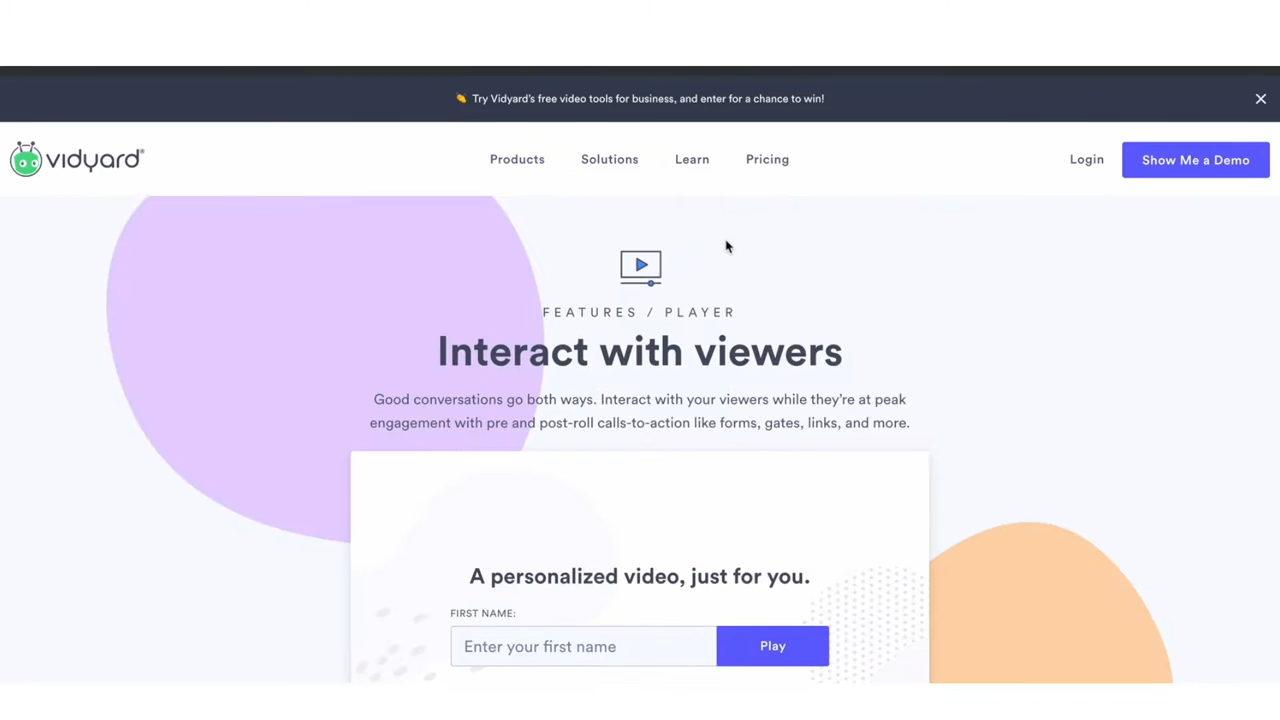 Try Vidyard's free video tools for business, and enter for a chance to win!
vidyard®
Products
Solutions
Learn
Pricing
Login
Show Me a Demo
FEATURES / PLAYER
Interact with viewers
Good conversations go both ways. Interact with your viewers while they're at peak
engagement with pre and post-roll calls-to-action like forms, gates, links, and more.
A personalized video, just for you.
FIRST NAME:
Enter your first name
Play